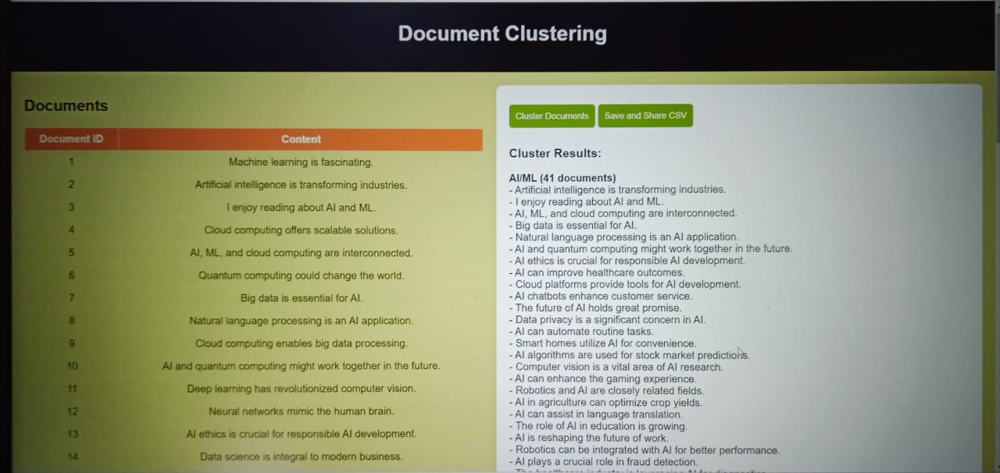 Document Clustering
Documents
Document ID Content
1 Machine learning is fascinating.
2 Artificial intelligence is transforming industries.
3 I enjoy reading about AI and ML.
4 Cloud computing offers scalable solutions.
5 AI, ML, and cloud computing are interconnected.
6 Quantum computing could change the world.
7 Big data is essential for AI.
8 Natural language processing is an AI application.
9 Cloud computing enables big data processing.
10 AI and quantum computing might work together in the future.
11 Deep learning has revolutionized computer vision.
12 Neural networks mimic the human brain.
13 AI ethics is crucial for responsible AI development.
14 Data science is integral to modern business.
Cluster Documents Save and Share CSV
Cluster Results:
AI/ML (41 documents)
- Artificial intelligence is transforming industries.
- I enjoy reading about AI and ML.
- AI, ML, and cloud computing are interconnected.
- Big data is essential for AI.
- Natural language processing is an AI application.
- AI and quantum computing might work together in the future.
- AI ethics is crucial for responsible AI development.
- AI can improve healthcare outcomes.
- Cloud platforms provide tools for AI development.
- AI chatbots enhance customer service.
- The future of AI holds great promise.
- Data privacy is a significant concern in AI.
- AI can automate routine tasks.
- Smart homes utilize AI for convenience.
- AI algorithms are used for stock market predictions.
- Computer vision is a vital area of AI research.
- AI can enhance the gaming experience.
- Robotics and AI are closely related fields.
- AI in agriculture can optimize crop yields.
- AI can assist in language translation.
- The role of AI in education is growing.
- AI is reshaping the future of work.
- Robotics can be integrated with AI for better performance.
- AI plays a crucial role in fraud detection.